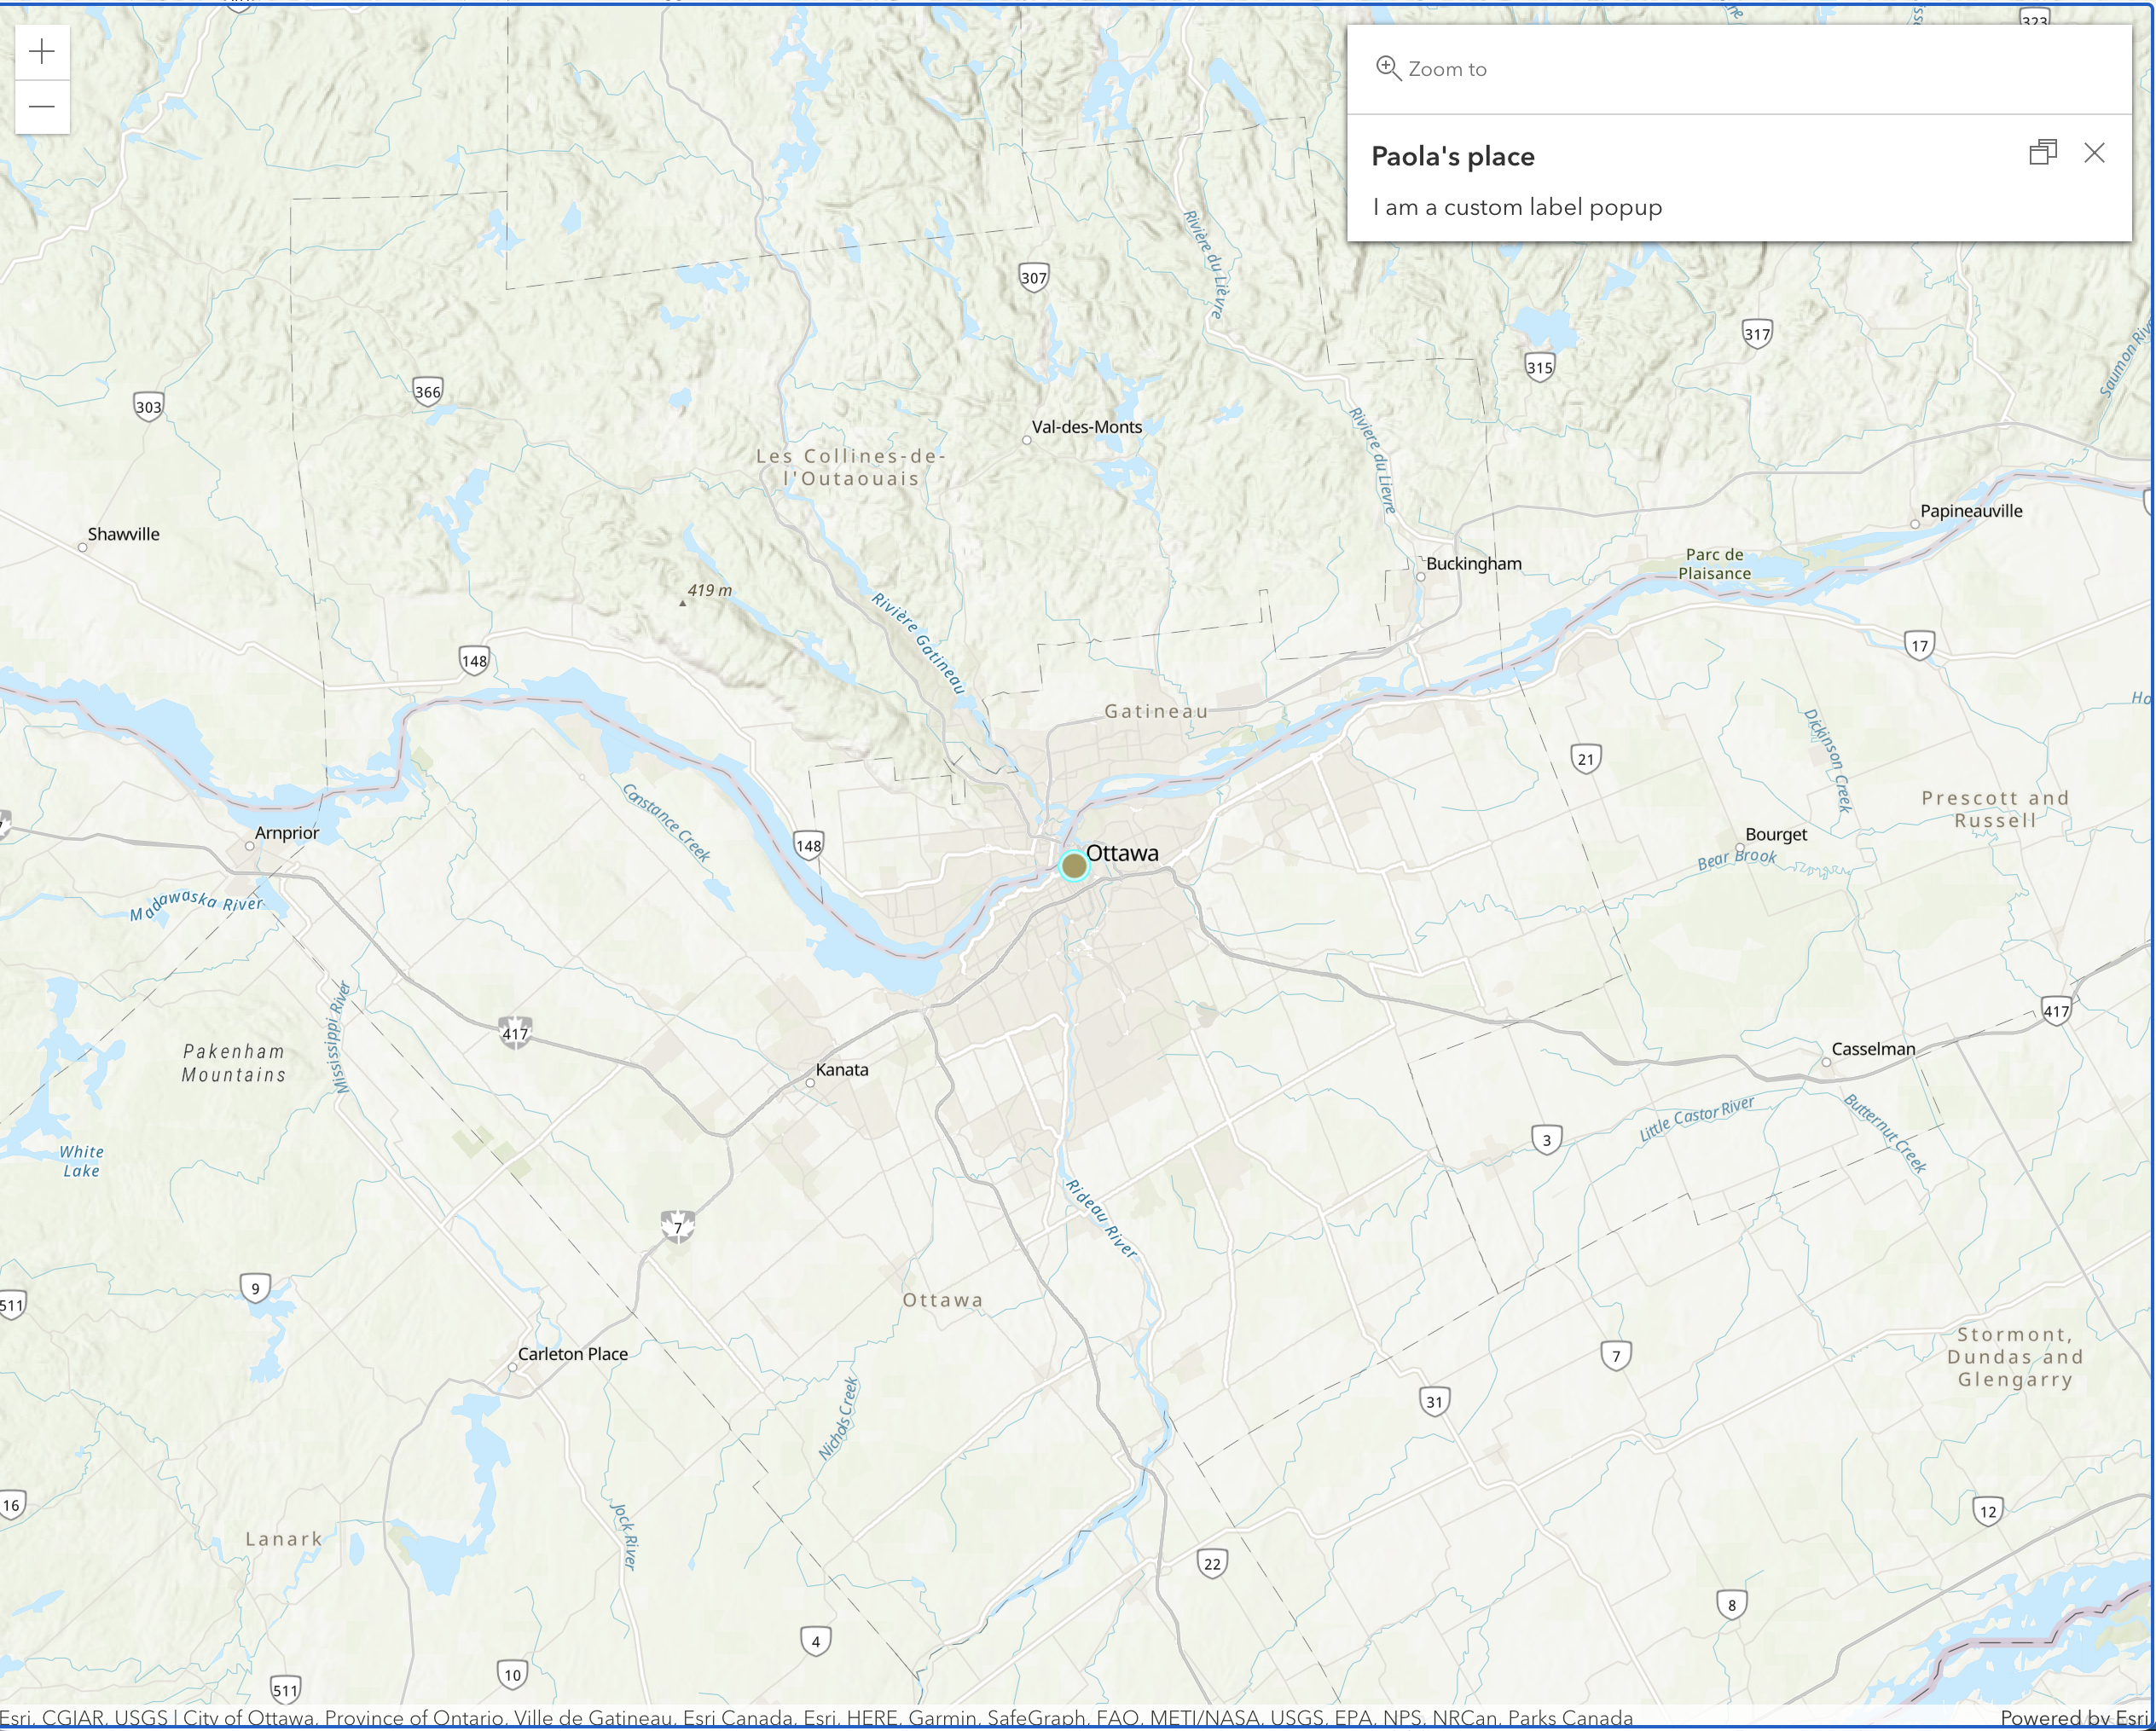 323
Zoom to
Paola's place
I am a custom label popup
Rivière du Lièvre
307
317
315
366
303
Saumon
Val-des-Monts
Rivière du Lievre
Les Collines-de-
l'Outaouais
Papineauville
Shawville
Parc de
Plaisance
Buckingham
419 m
Rivière Gatineau
17
148
Gatineau
Dickinson Creek
21
Constance Creek
Prescott and
Russell
Arnprior
Bourget
148
Ottawa
Bear Brook
Madawaska River
Mississippi River
417
417
Pakenham
Mountains
Casselman
Kanata
Little Castor River
Butternut Creek
3
White
Lake
Rideau River
7
9
511
Ottawa
Stormont,
Dundas and
Glengarry
7
Carleton Place
Nichols Creek
31
16
Jock River
12
Lanark
22
8
4
10
511
Esri, CGIAR, USGS | City of Ottawa, Province of Ontario, Ville de Gatineau, Esri Canada, Esri, HERE, Garmin, SafeGraph, FAO, METI/NASA, USGS, EPA, NPS, NRCan, Parks Canada
Powered by Esri